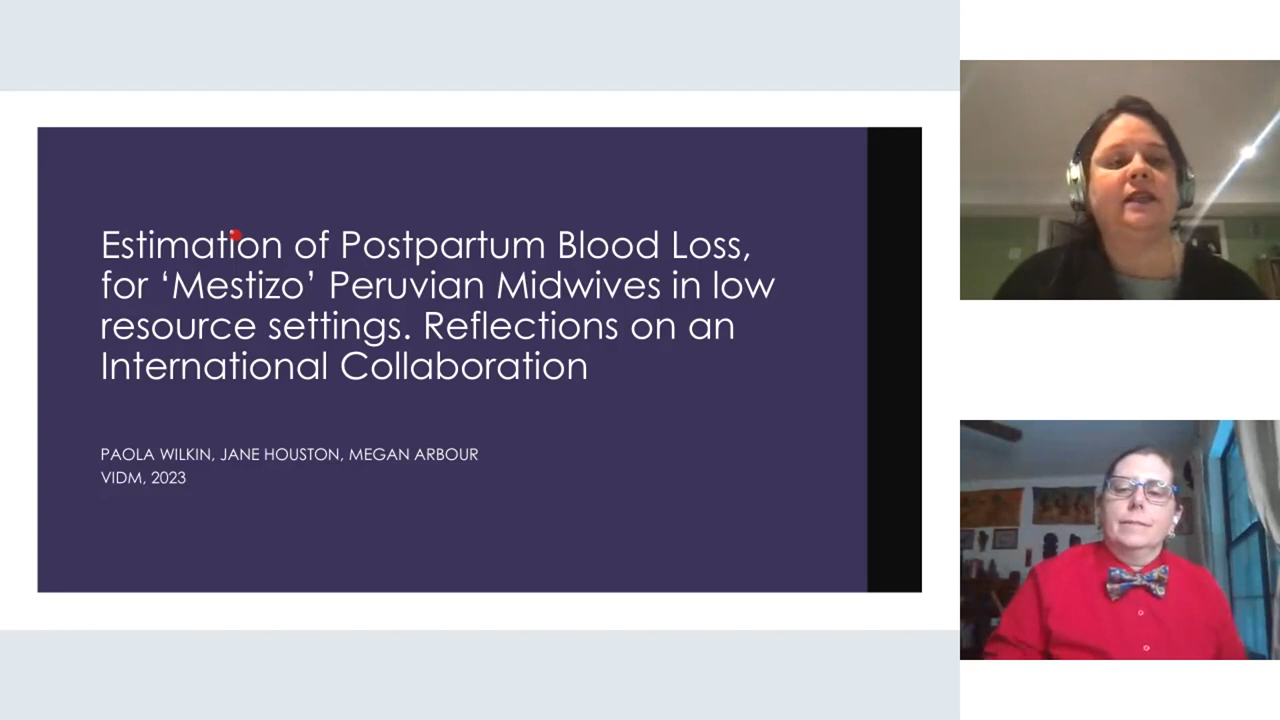 Estimation of Postpartum Blood Loss,
for ‘Mestizo’ Peruvian Midwives in low
resource settings. Reflections on an
International Collaboration
PAOLA WILKIN, JANE HOUSTON, MEGAN ARBOUR
VIDM, 2023